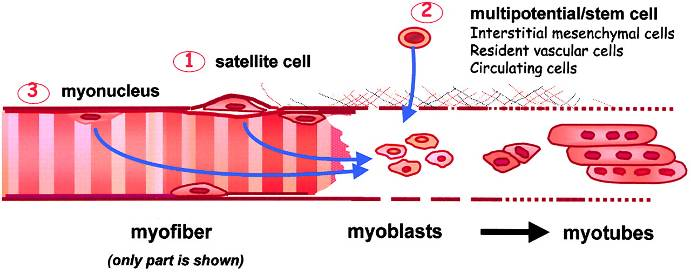 2
multipotential/stem cell
Interstitial mesenchymal cells
Resident vascular cells
Circulating cells
1
satellite cell
3
myonucleus
myofiber
(only part is shown)
myoblasts
myotubes